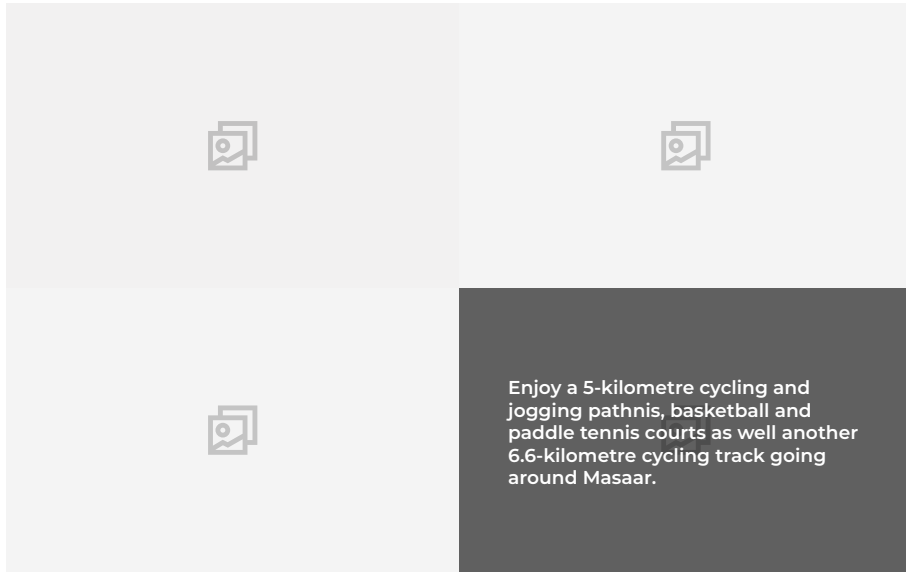 Enjoy a 5-kilometre cycling and
jogging pathnis, basketball and
paddle tennis courts as well another
6.6-kilometre cycling track going
around Masaar.